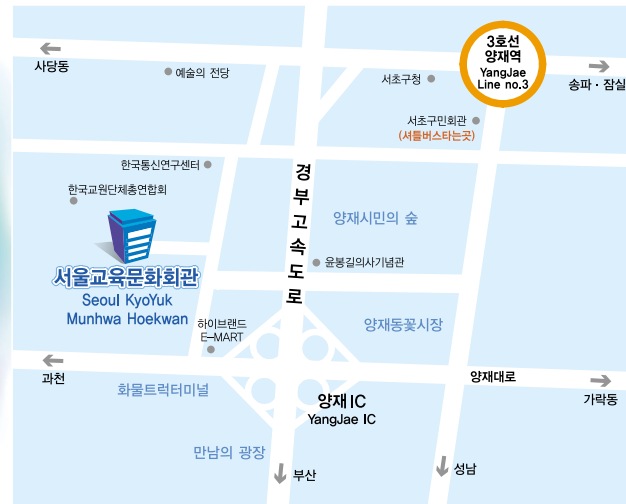 3호선
양재역
YangJae
Line no.3
사당동
예술의 전당
서초구청
송파 · 잠실
서초구민회관
(셔틀버스타는곳)
한국통신연구센터
한국교원단체총연합회
경부고속도로
양재시민의 숲
윤봉길의사기념관
서울교육문화회관
Seoul KyoYuk
Munhwa Hoekwan
하이브랜드
E-MART
양재동꽃시장
과천
화물트럭터미널
양재대로
가락동
양재 IC
YangJae IC
만남의 광장
부산
성남